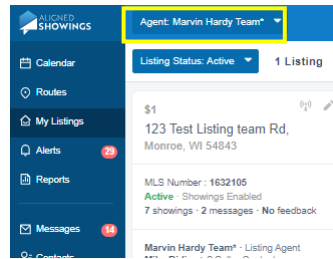 ALIGNED
SHOWINGS
Agent: Marvin Hardy Team*
Calendar
Listing Status: Active
1 Listing
Routes
My Listings
$1
123 Test Listing team Rd,
Monroe, WI 54843
Alerts 29
Reports
MLS Number : 1632105
Active · Showings Enabled
7 showings · 2 messages · No feedback
Messages 14
Marvin Hardy Team* · Listing Agent
Contacts